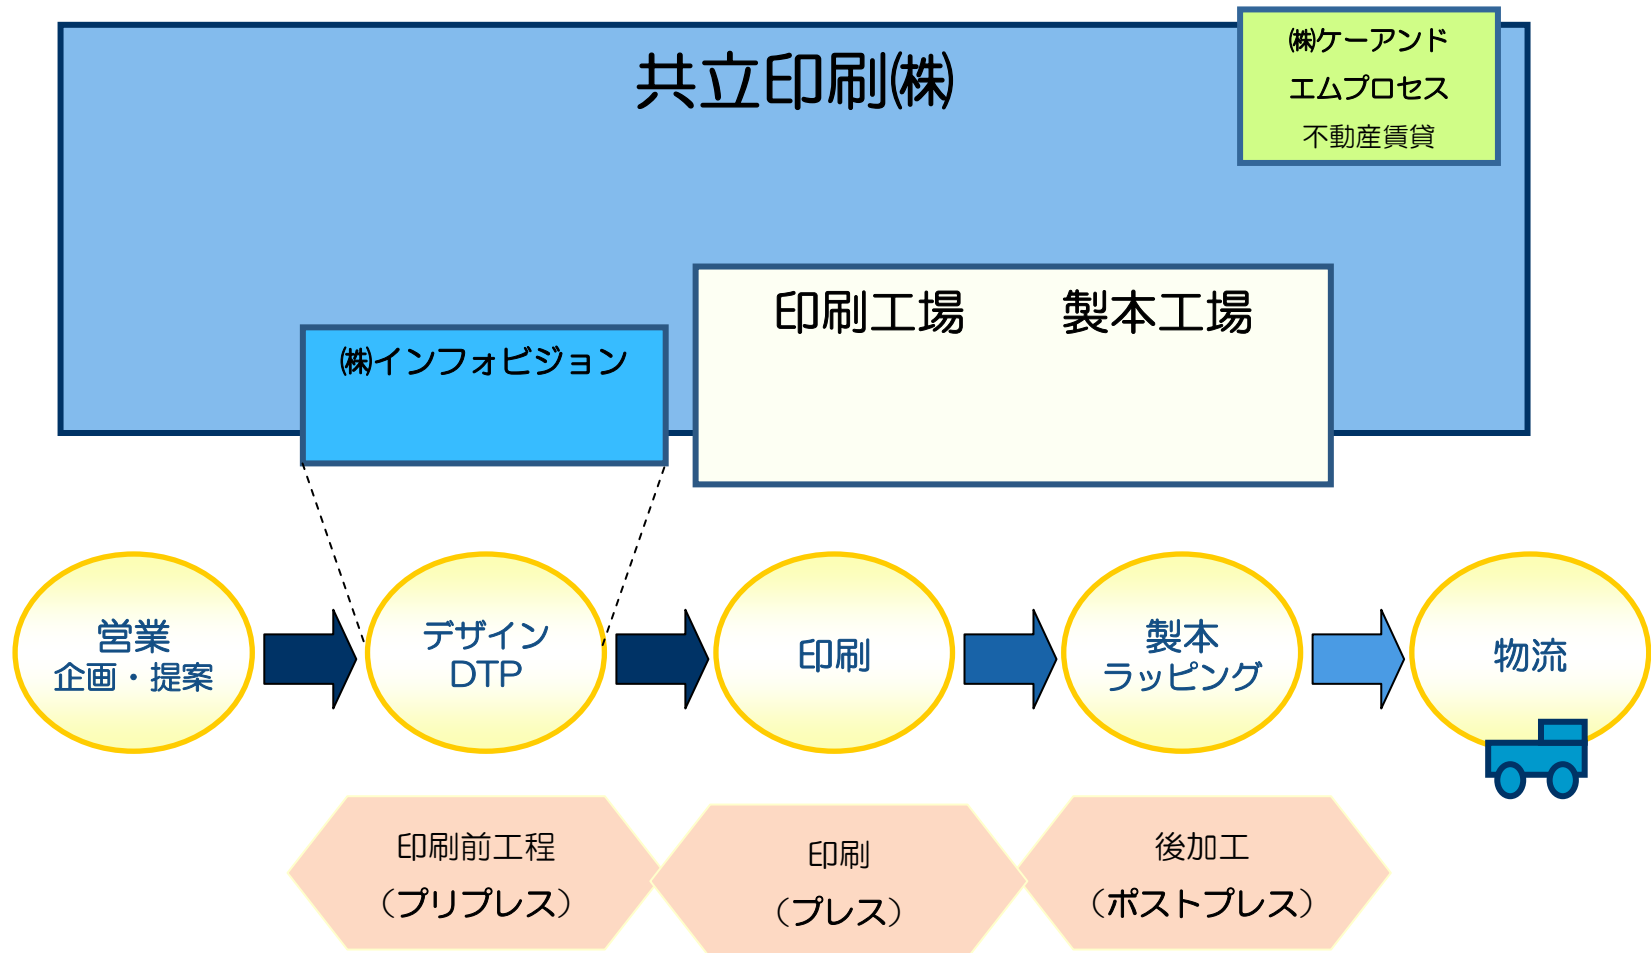 共立印刷㈱
㈱ケーアンド
エムプロセス
不動産賃貸
㈱インフォビジョン
印刷工場　製本工場
営業
企画・提案
デザイン
DTP
印刷
製本
ラッピング
物流
印刷前工程
（プリプレス）
印刷
（プレス）
後加工
（ポストプレス）